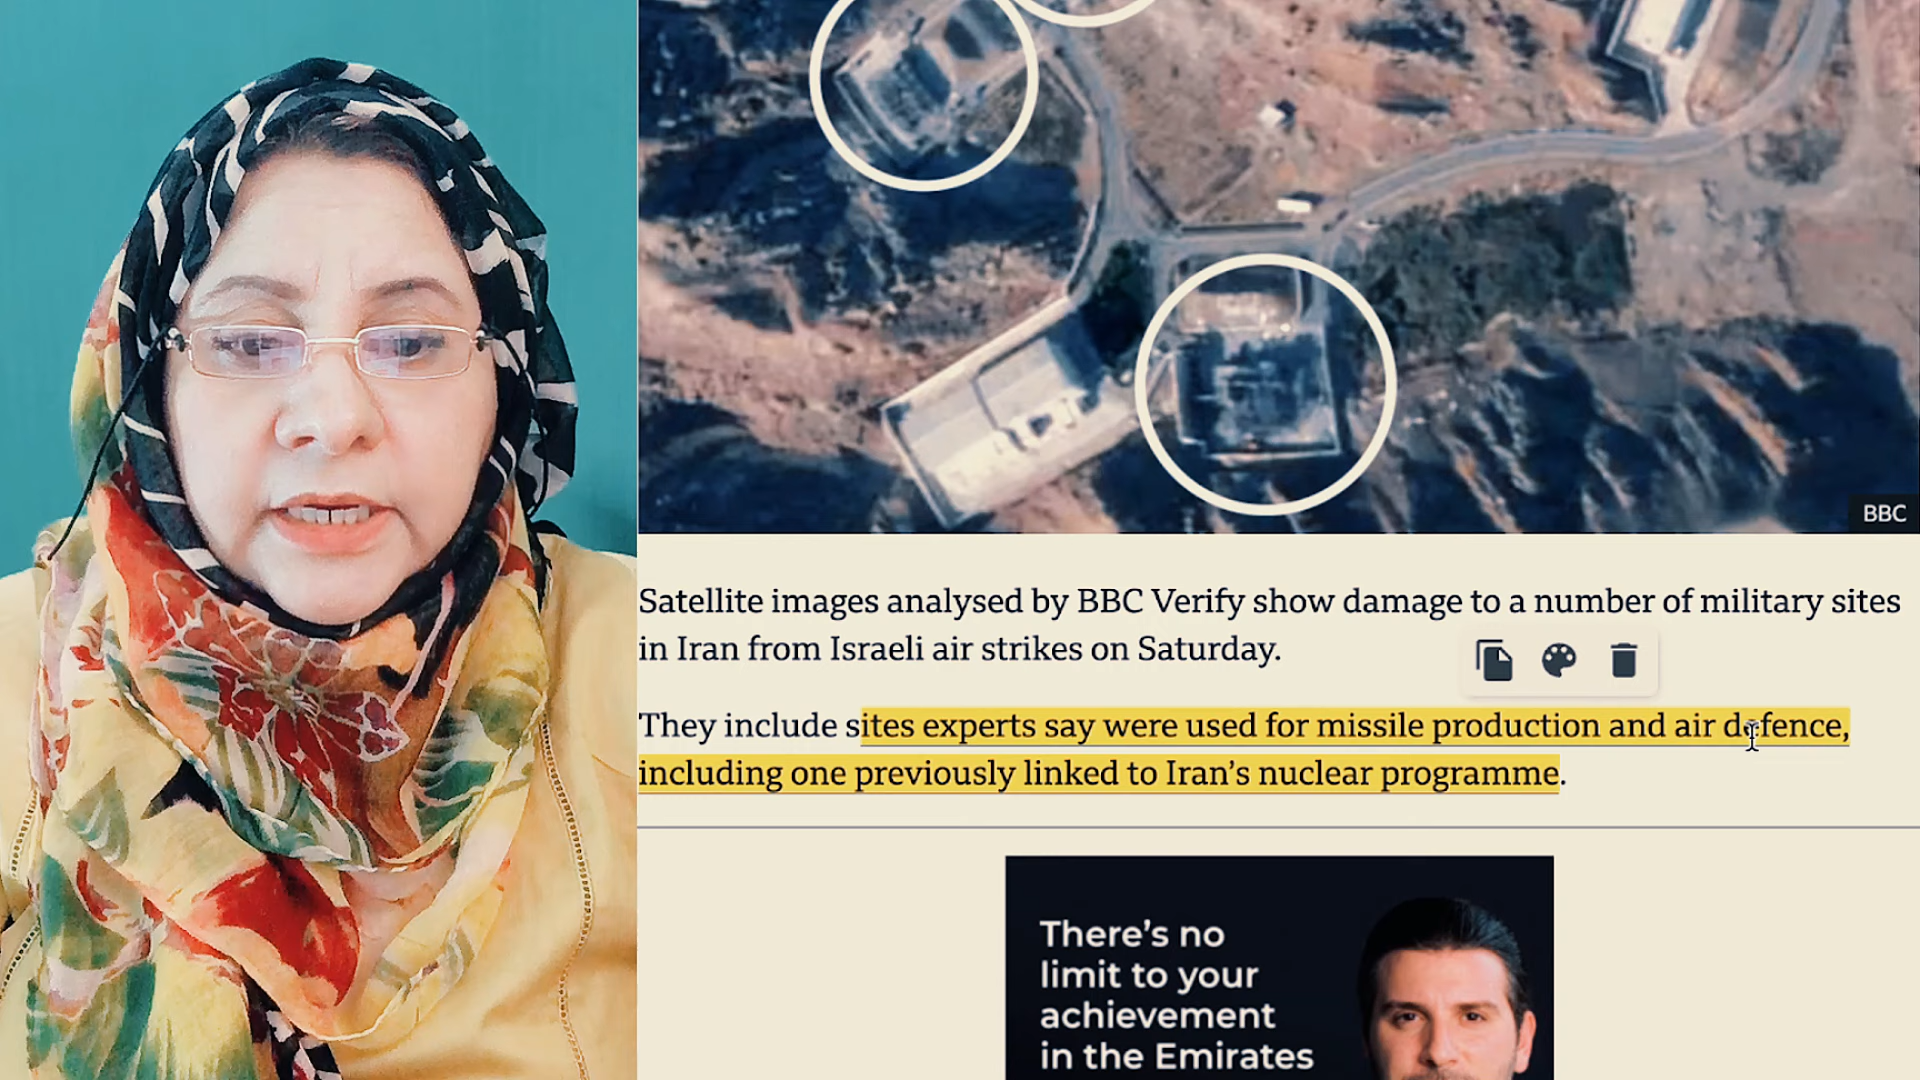 BBC
Satellite images analysed by BBC Verify show damage to a number of military sites
in Iran from Israeli air strikes on Saturday.
They include sites experts say were used for missile production and air defence,
including one previously linked to Iran’s nuclear programme.
There’s no
limit to your
achievement
in the Emirates